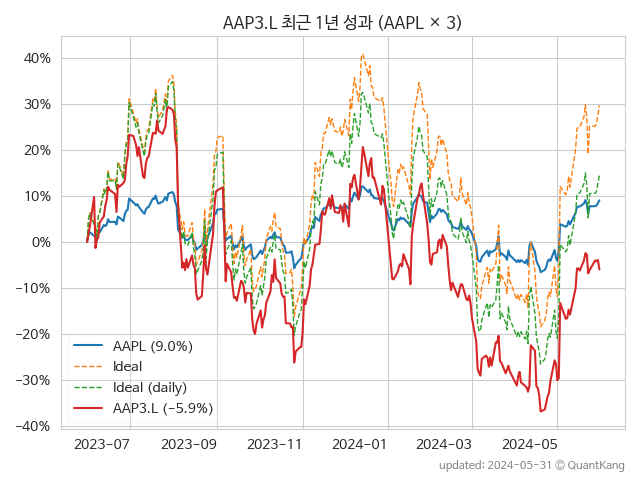 AAP3.L 최근 1년 성과 (AAPL × 3)
40%
30%
20%
10%
0%
−10%
−20%
−30%
−40%
AAPL (9.0%)
Ideal
Ideal (daily)
AAP3.L (−5.9%)
2023-07 2023-09 2023-11 2024-01 2024-03 2024-05
updated: 2024-05-31 © QuantKang